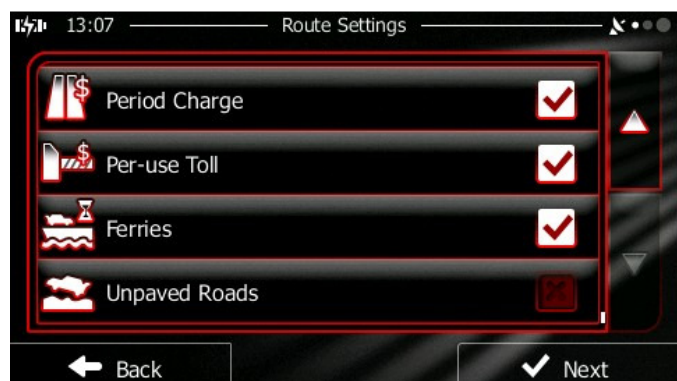 13:07 Route Settings
Period Charge
Per-use Toll
Ferries
Unpaved Roads
Back Next